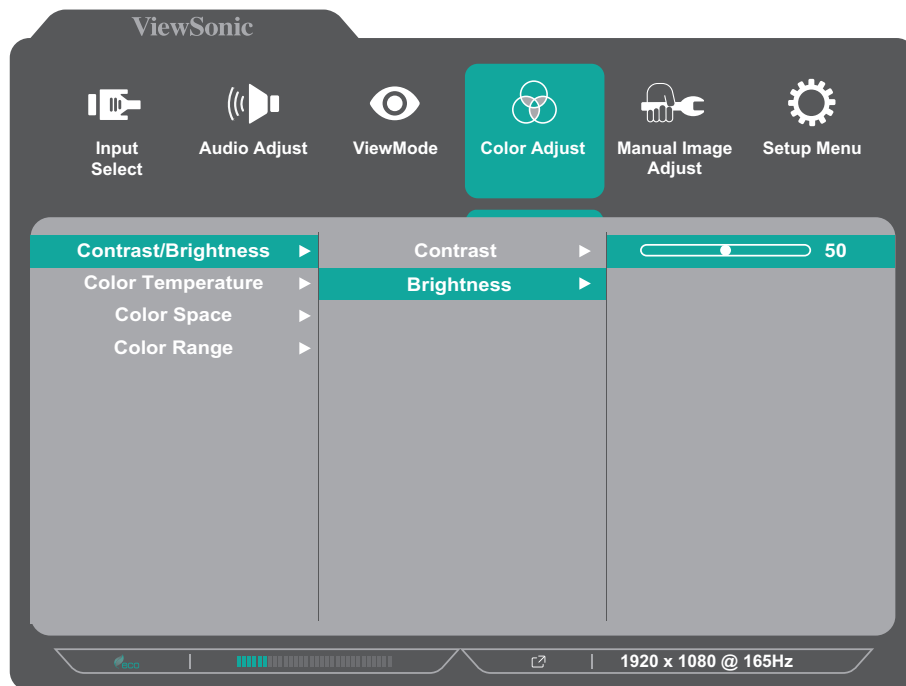 ViewSonic
Input
Select
Audio Adjust
ViewMode
Color Adjust
Manual Image
Adjust
Setup Menu
Contrast/Brightness
Color Temperature
Color Space
Color Range
Contrast
Brightness
50
eco
1920 x 1080 @ 165Hz